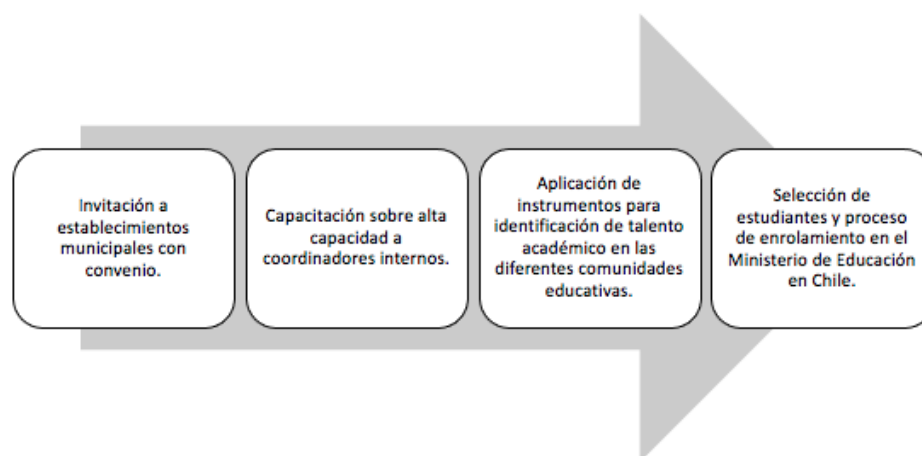 Invitación a
establecimientos
municipales con
convenio.
Capacitación sobre alta
capacidad a
coordinadores internos.
Aplicación de
instrumentos para
identificación de talento
académico en las
diferentes comunidades
educativas.
Selección de
estudiantes y proceso
de enrolamiento en el
Ministerio de Educación
en Chile.